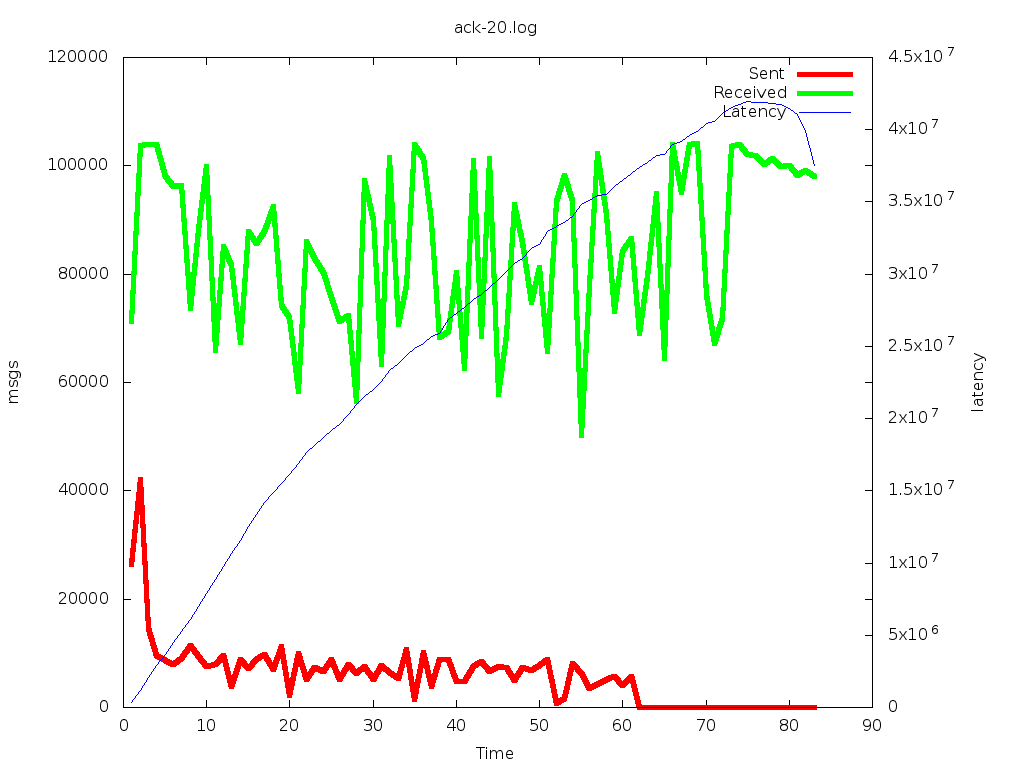 ack-20.log
120000
100000
80000
60000
40000
20000
0
msgs
4.5x10^7
4x10^7
3.5x10^7
3x10^7
2.5x10^7
2x10^7
1.5x10^7
1x10^7
5x10^6
0
latency
Sent
Received
Latency
0 10 20 30 40 50 60 70 80 90
Time